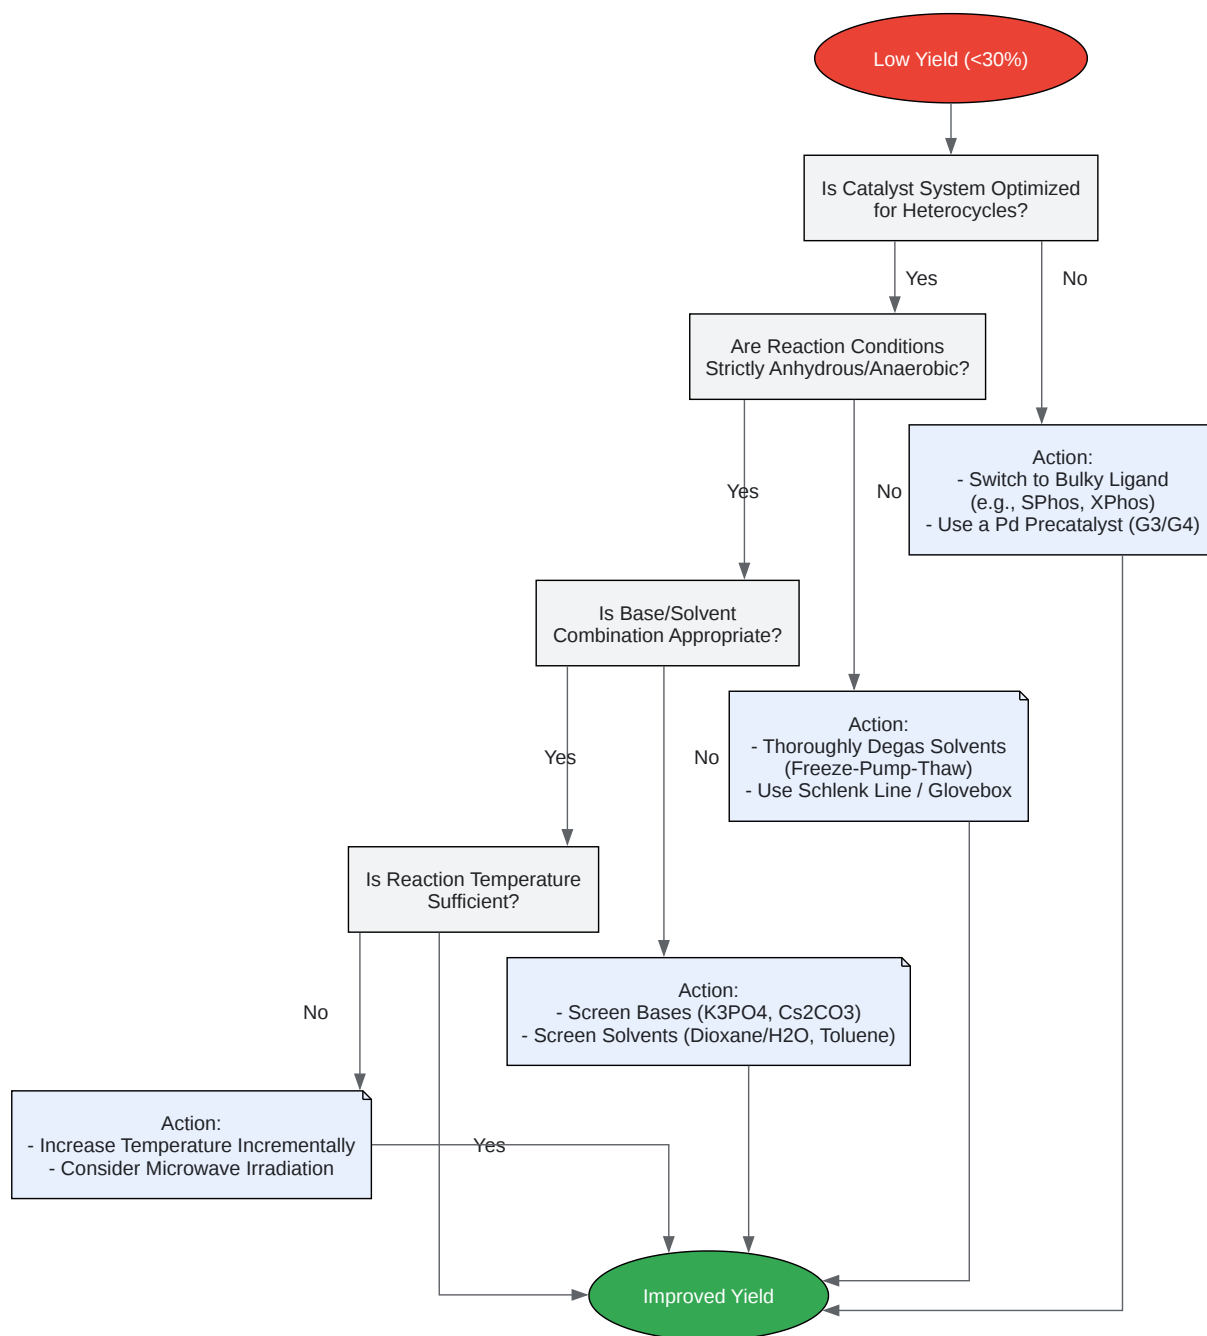 Low Yield (<30%)
Is Catalyst System Optimized
for Heterocycles?
Yes
No
Are Reaction Conditions
Strictly Anhydrous/Anaerobic?
Action:
- Switch to Bulky Ligand
(e.g., SPhos, XPhos)
- Use a Pd Precatalyst (G3/G4)
Yes
No
Is Base/Solvent
Combination Appropriate?
Action:
- Thoroughly Degas Solvents
(Freeze-Pump-Thaw)
- Use Schlenk Line / Glovebox
Yes
No
Is Reaction Temperature
Sufficient?
Action:
- Screen Bases (K3PO4, Cs2CO3)
- Screen Solvents (Dioxane/H2O, Toluene)
No
Action:
- Increase Temperature Incrementally
- Consider Microwave Irradiation
Yes
Improved Yield